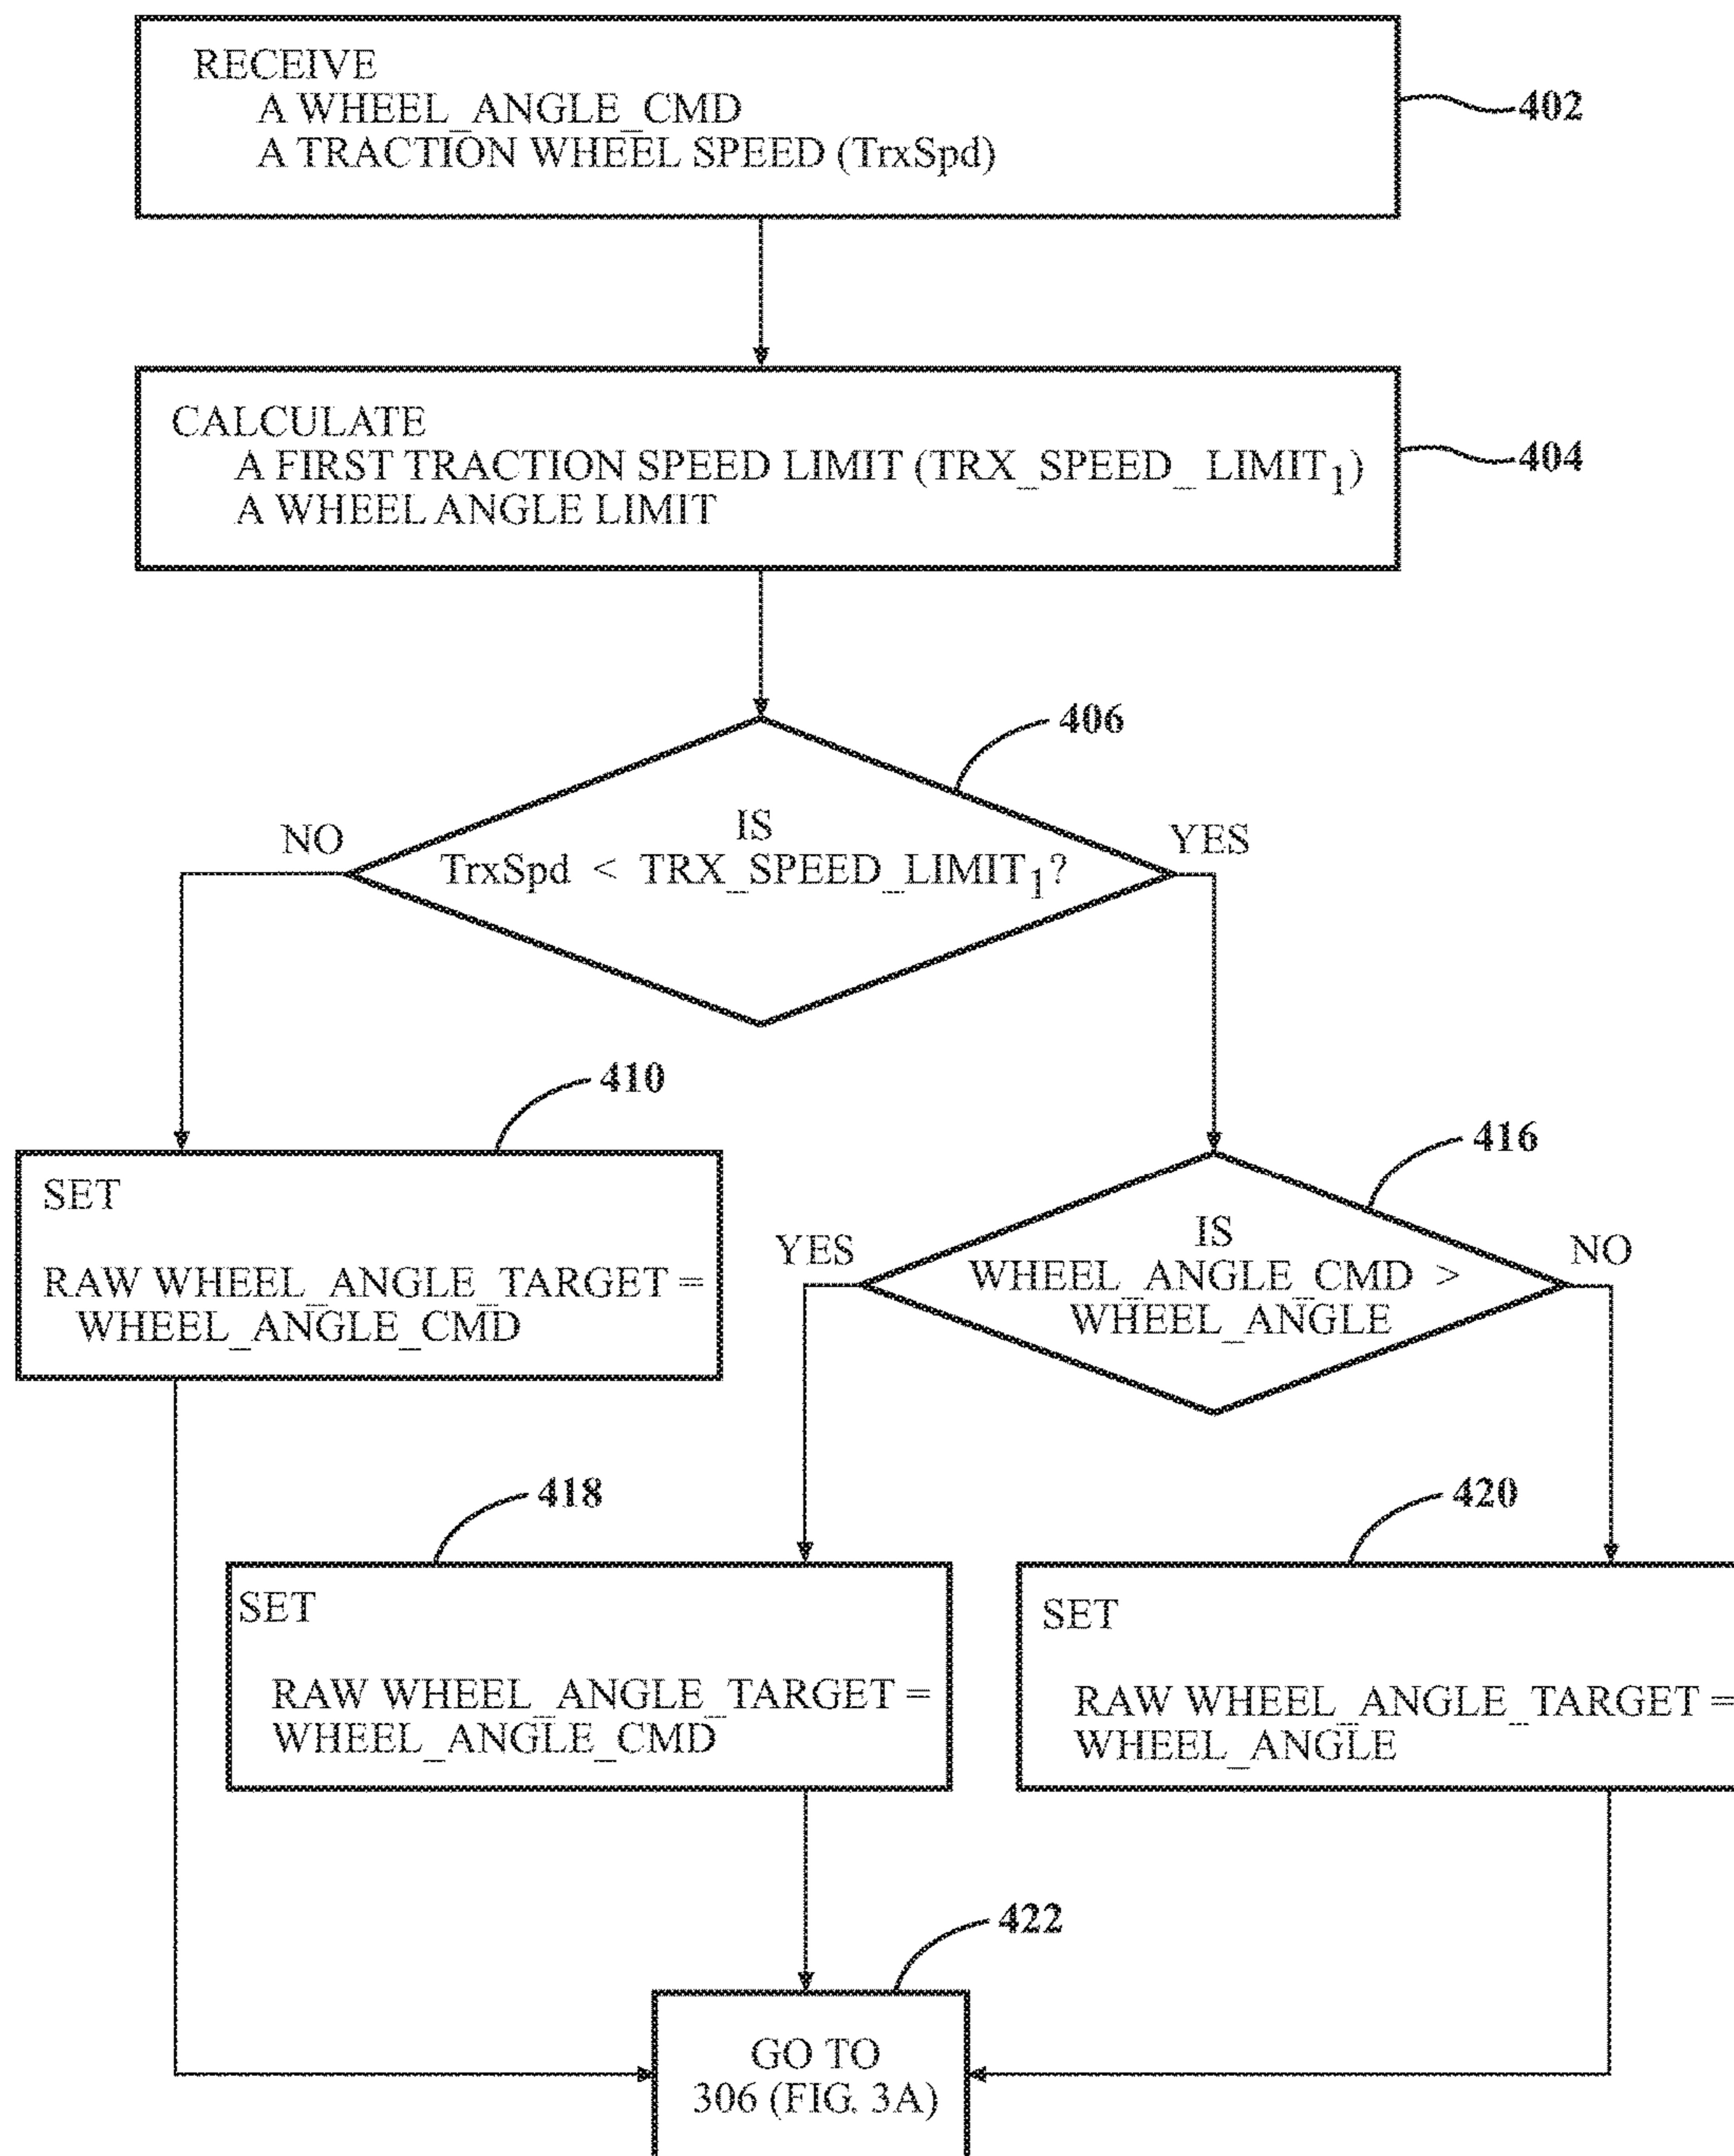 RECEIVE
A WHEEL_ANGLE_CMD
A TRACTION WHEEL SPEED (TrxSpd)
402
CALCULATE
A FIRST TRACTION SPEED LIMIT (TRX_SPEED_ LIMIT1)
A WHEEL ANGLE LIMIT
404
406
NO
IS
YES
TrxSpd < TRX_SPEED_LIMIT1?
410
SET
RAW WHEEL_ANGLE_TARGET =
WHEEL_ANGLE_CMD
416
YES
IS
NO
WHEEL_ANGLE_CMD >
WHEEL_ANGLE
418
SET
RAW WHEEL_ANGLE_TARGET =
WHEEL_ANGLE_CMD
420
SET
RAW WHEEL_ANGLE_TARGET =
WHEEL_ANGLE
422
GO TO
306 (FIG. 3A)